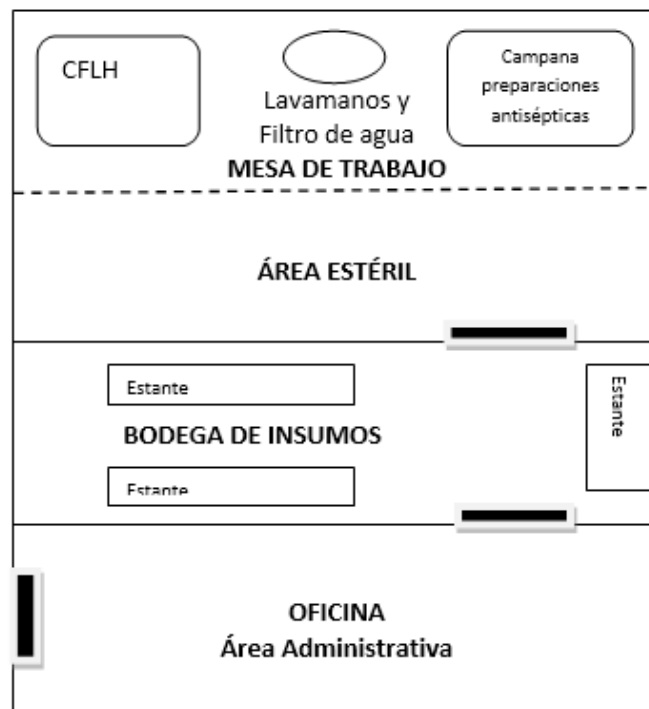 CFLH
Lavamanos y
Filtro de agua
Campana
preparaciones
antisépticas
MESA DE TRABAJO
ÁREA ESTÉRIL
Estante
Estante
BODEGA DE INSUMOS
Estante
OFICINA
Área Administrativa